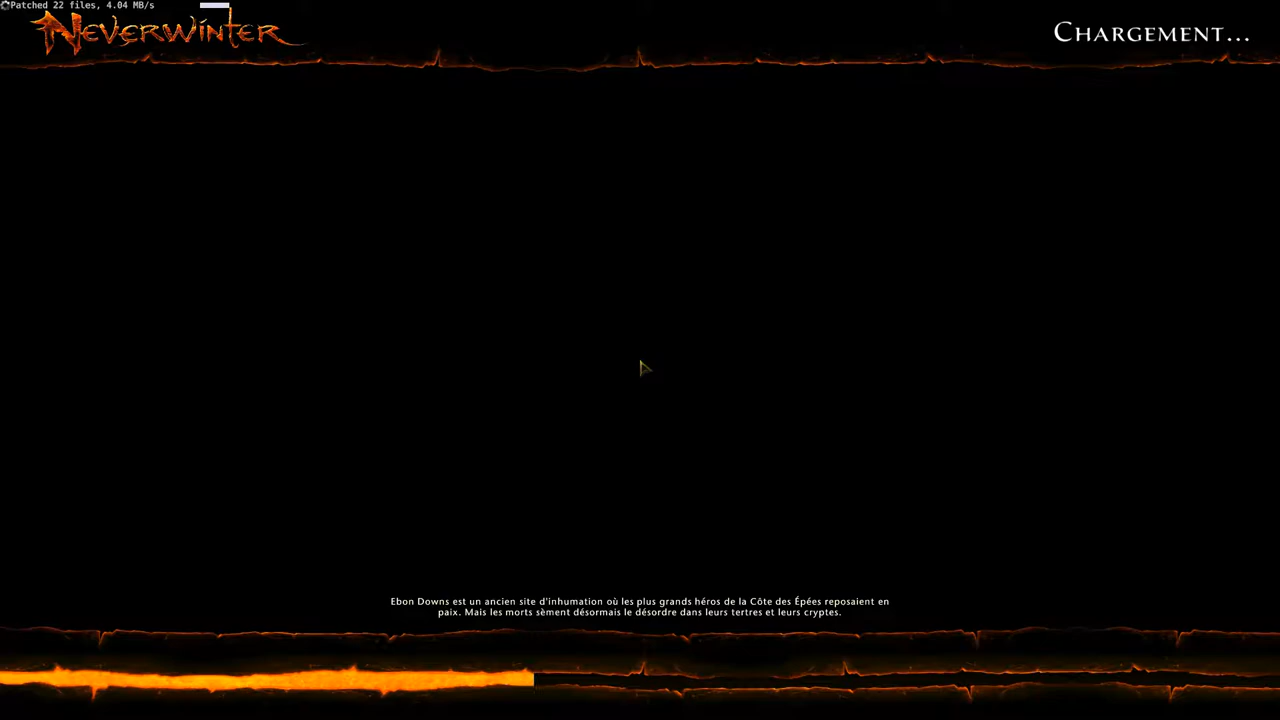 Patched 22 files, 4.04 MB/s
Neverwinter
Chargement...
Ebon Downs est un ancien site d'inhumation où les plus grands héros de la Côte des Épées reposaient en
paix. Mais les morts sèment désormais le désordre dans leurs tertres et leurs cryptes.